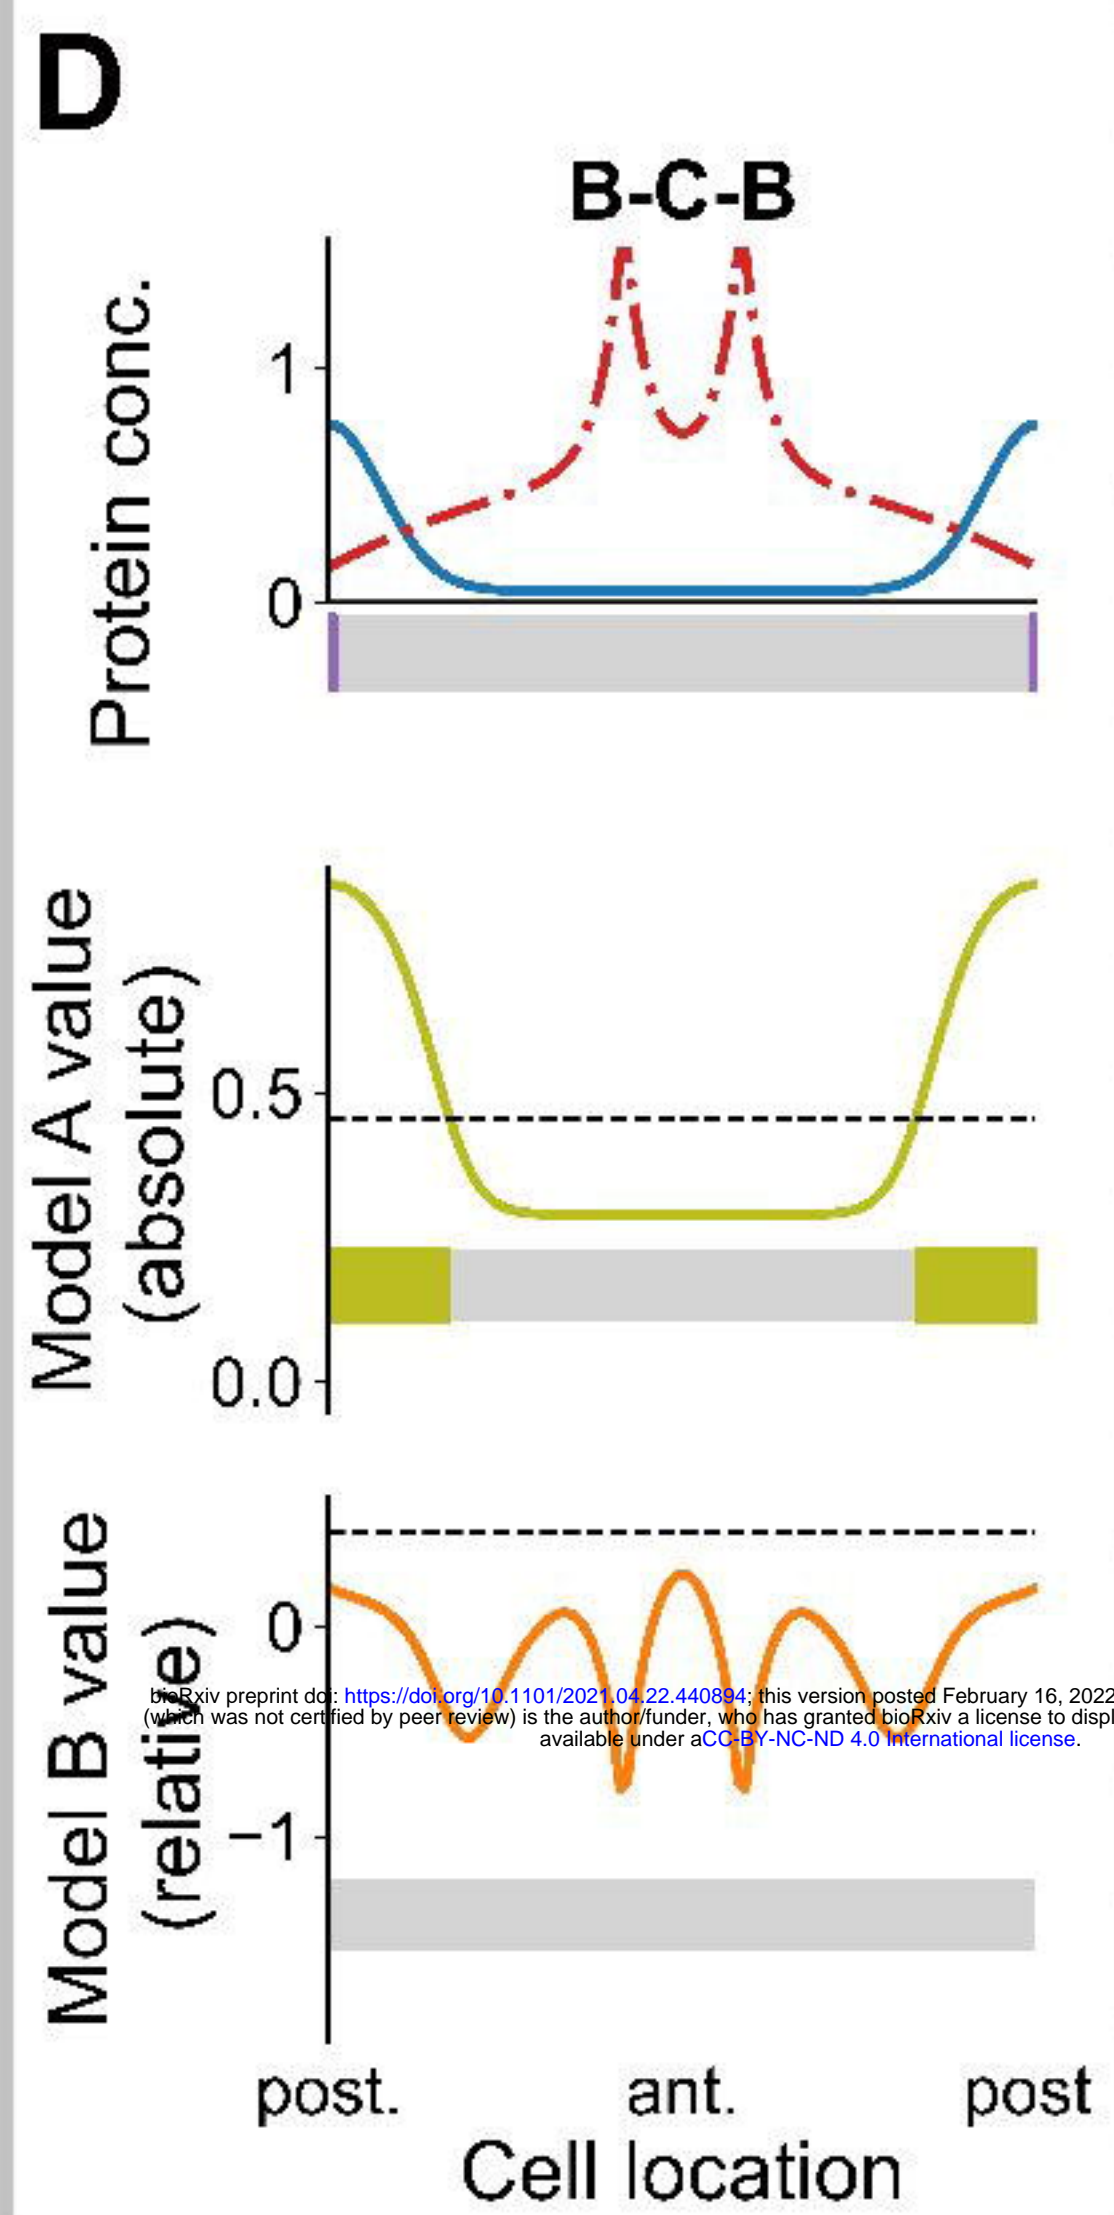 D
B-C-B
Protein conc.
1
0
Model A value
(absolute)
0.5
0.0
Model B value
(relative)
0
−1
bioRxiv preprint doi: https://doi.org/10.1101/2021.04.22.440894; this version posted February 16, 2022
(which was not certified by peer review) is the author/funder, who has granted bioRxiv a license to displ
available under aCC-BY-NC-ND 4.0 International license.
post. ant. post
Cell location